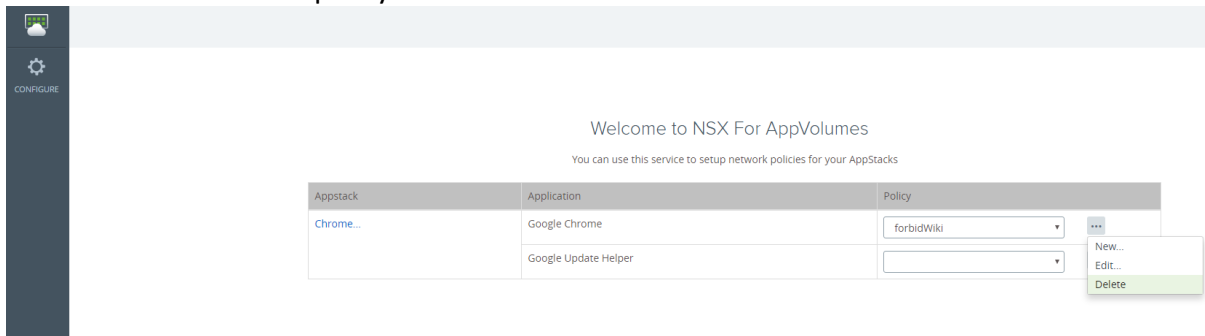 CONFIGURE
Welcome to NSX For AppVolumes
You can use this service to setup network policies for your AppStacks
Appstack Application Policy
Chrome... Google Chrome forbidWiki ...
New...
Google Update Helper
Edit...
Delete